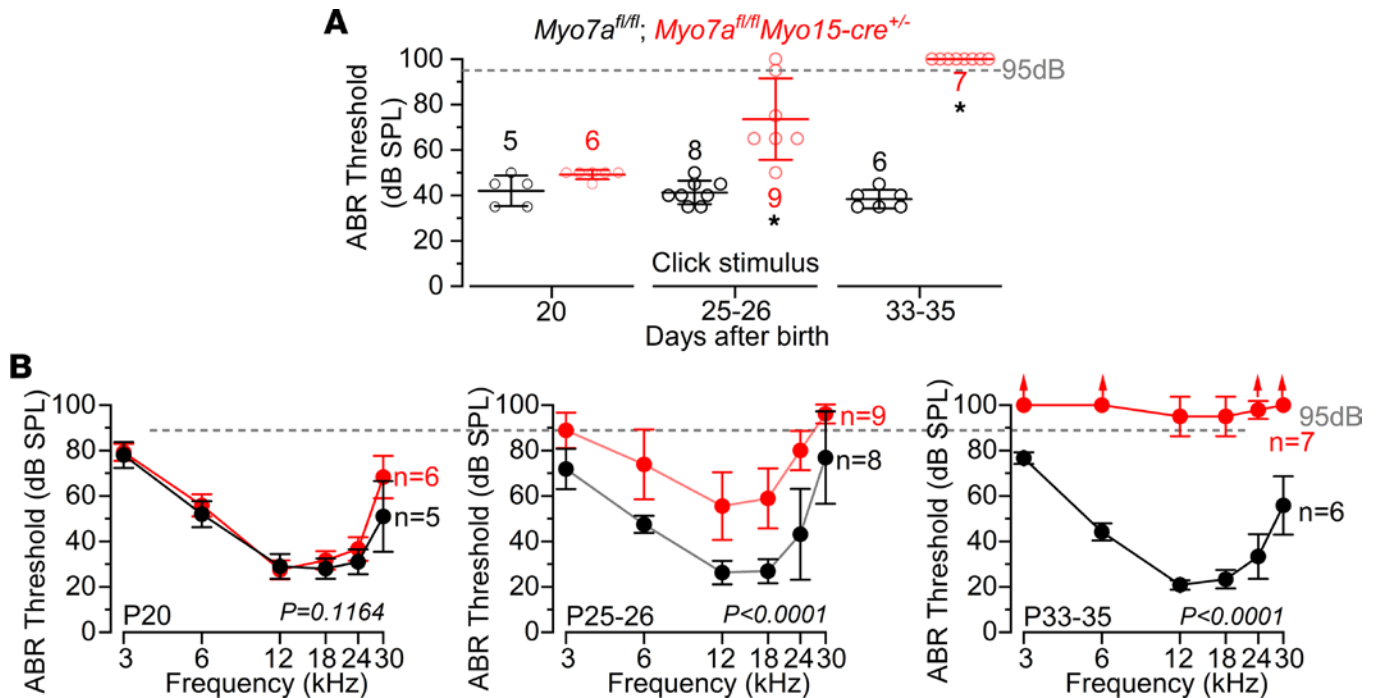 A
Myo7a^fl/fl; Myo7a^fl/fl Myo15-cre^+/-
ABR Threshold
(dB SPL)
100
80
60
40
20
0
95dB
5
6
8
9
*
6
7
*
Click stimulus
20
25-26
33-35
Days after birth
B
ABR Threshold (dB SPL)
100
80
60
40
20
0
n=6
n=5
P20
P=0.1164
3
6
12
18
24
30
Frequency (kHz)
ABR Threshold (dB SPL)
100
80
60
40
20
0
n=9
n=8
P25-26
P<0.0001
3
6
12
18
24
30
Frequency (kHz)
ABR Threshold (dB SPL)
100
80
60
40
20
0
95dB
n=7
n=6
P33-35
P<0.0001
3
6
12
18
24
30
Frequency (kHz)